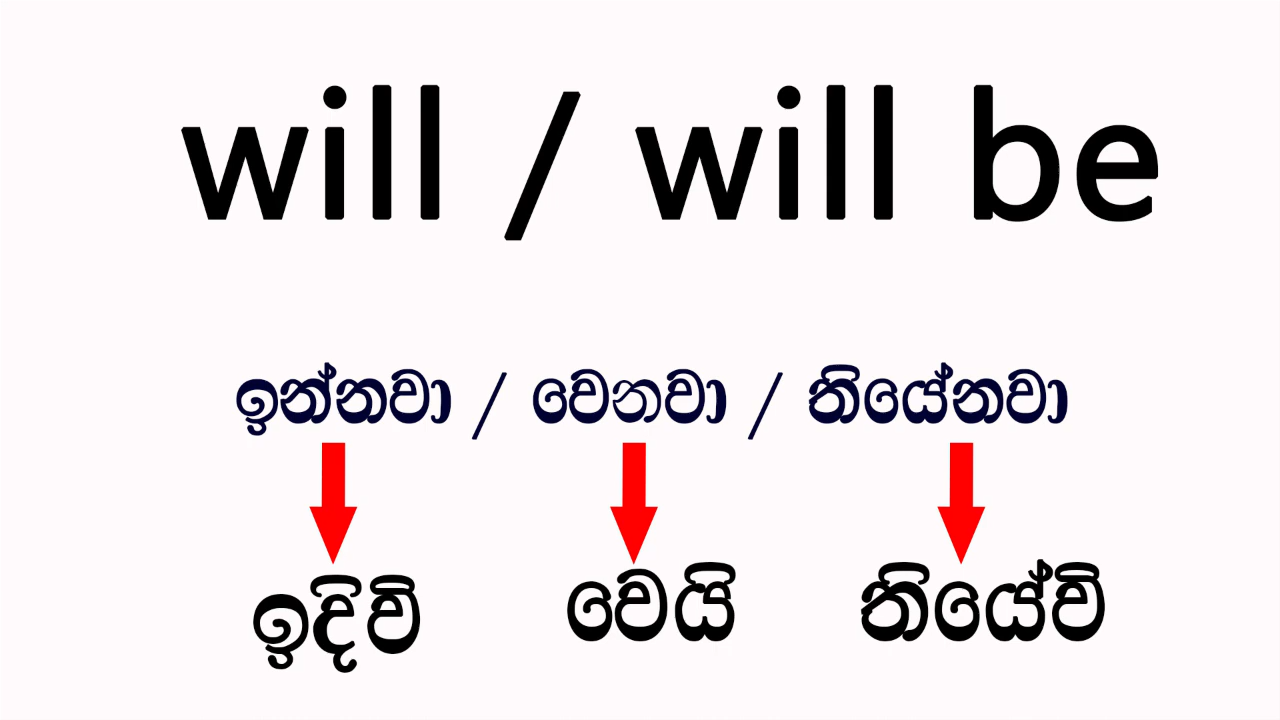 will / will be
ඉන්නවා / වෙනවා / තියේනවා
ඉදිවි වෙයි තියේවි